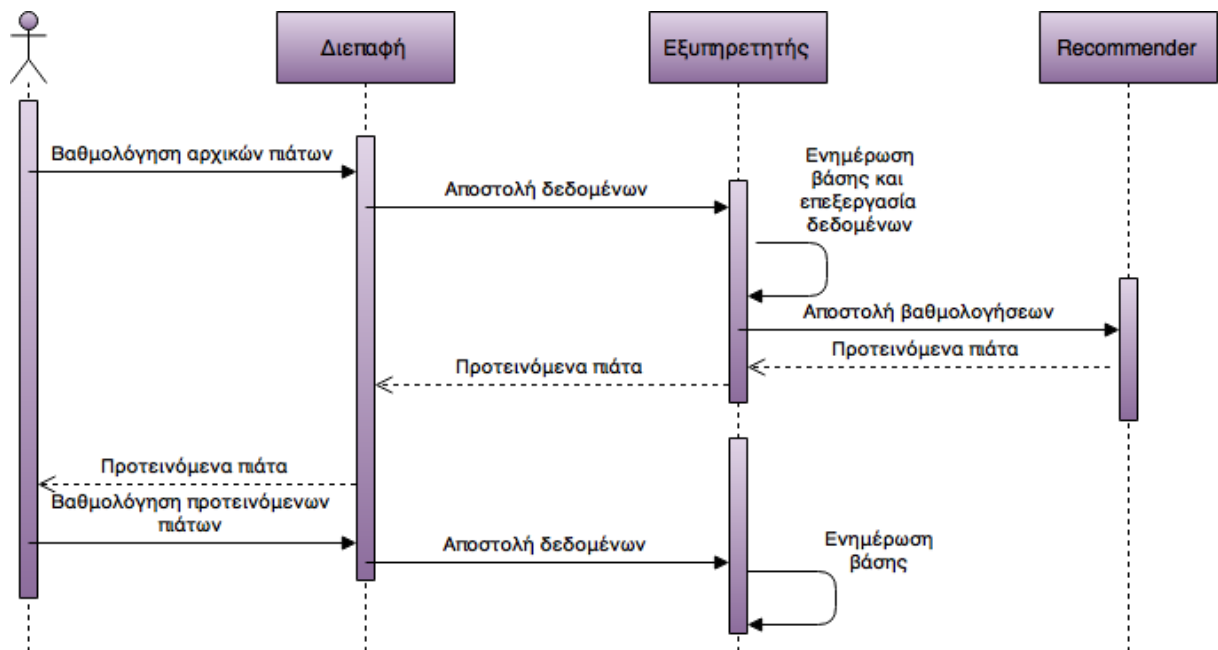 Διεπαφή
Εξυπηρετητής
Recommender
Βαθμολόγηση αρχικών πιάτων
Αποστολή δεδομένων
Ενημέρωση
βάσης και
επεξεργασία
δεδομένων
Αποστολή βαθμολογήσεων
Προτεινόμενα πιάτα
Προτεινόμενα πιάτα
Προτεινόμενα πιάτα
Βαθμολόγηση προτεινόμενων
πιάτων
Αποστολή δεδομένων
Ενημέρωση
βάσης